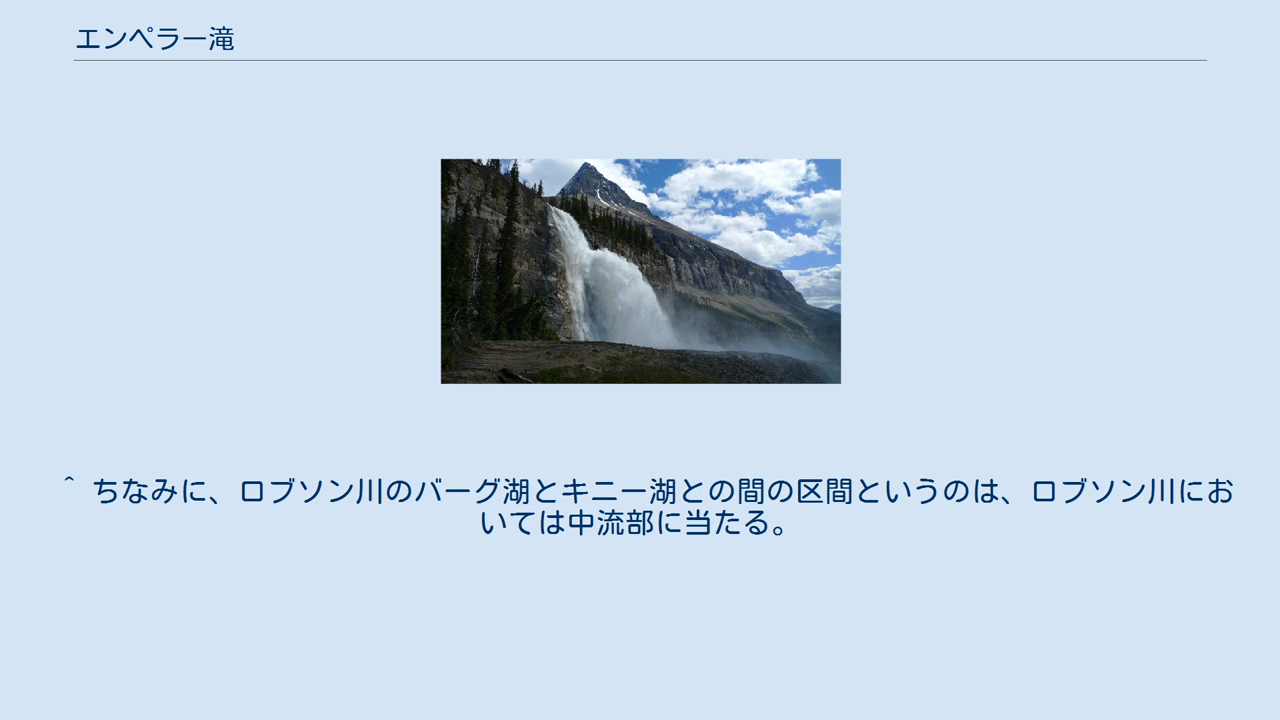 エンペラー滝
^ ちなみに、ロブソン川のバーグ湖とキニー湖との間の区間というのは、ロブソン川にお
いては中流部に当たる。